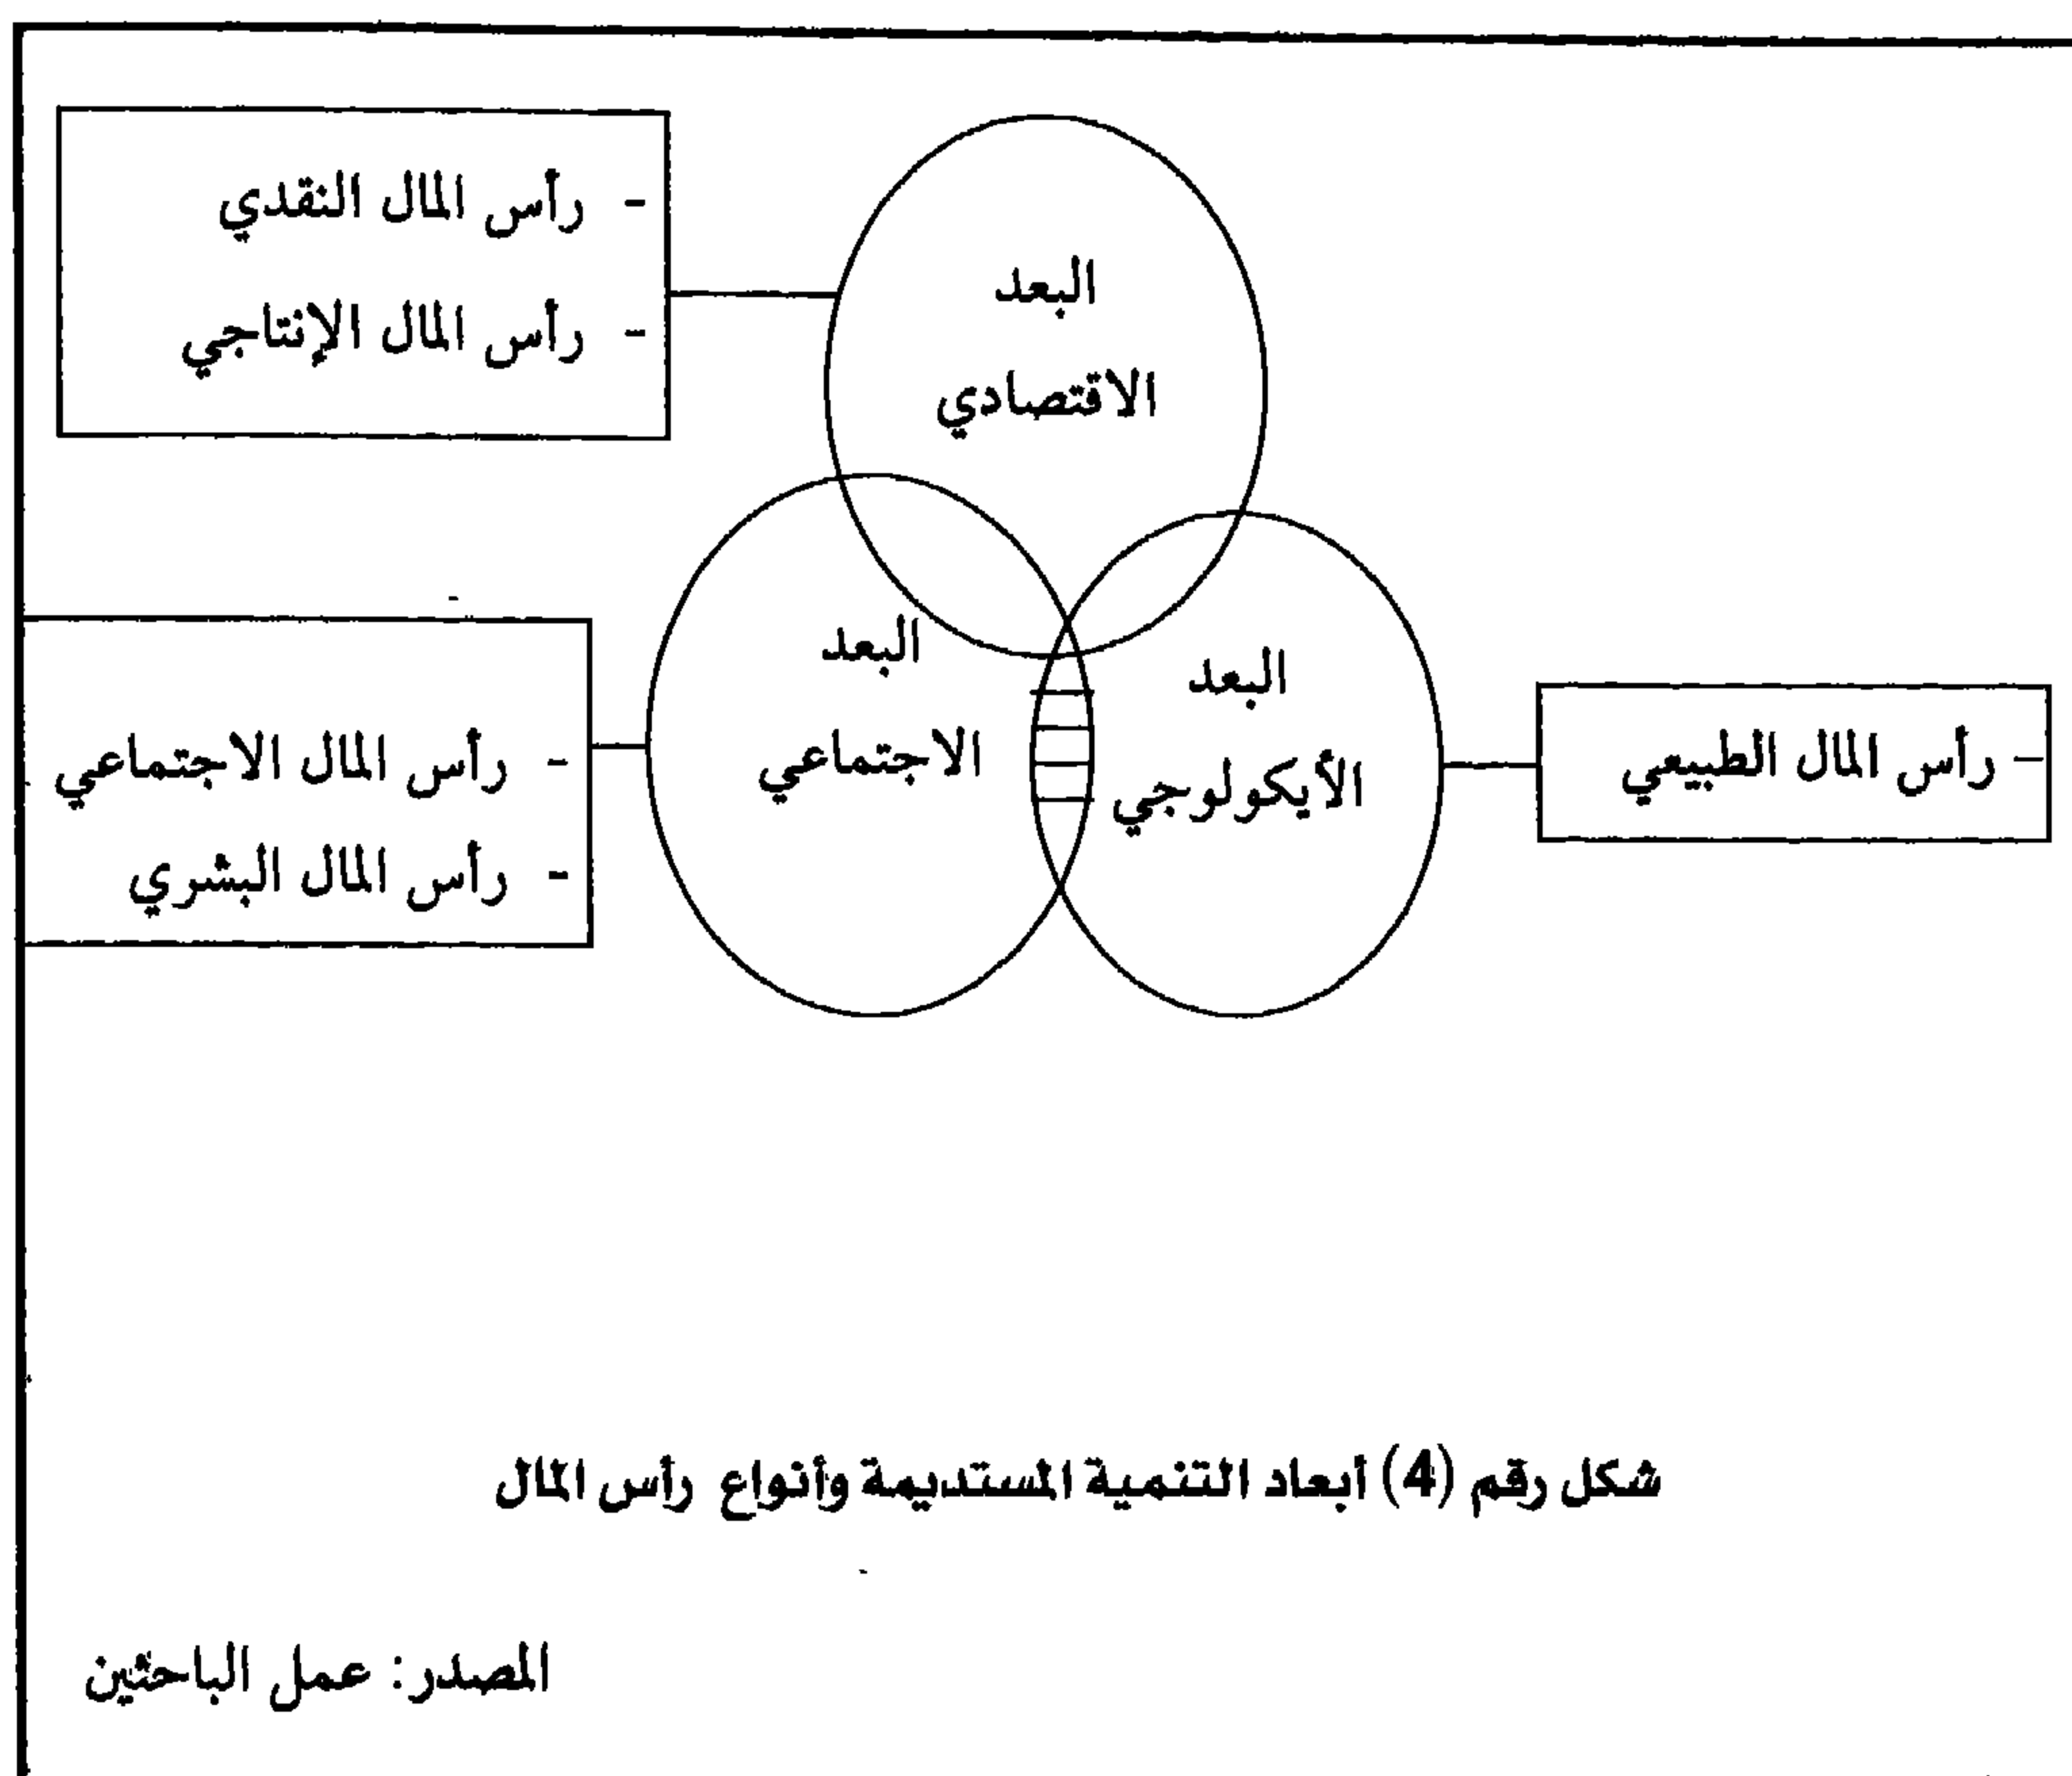 - رأس المال النقدي
- رأس المال الإنتاجي
البعد
الاقتصادي
البعد
الاجتماعي
البعد
الأيكولوجي
- رأس المال الاجتماعي
- رأس المال البشري
– رأس المال الطبيعي
شكل رقم (4) أبعاد التنمية المستديمة وأنواع رأس المال
المصدر: عمل الباحثين